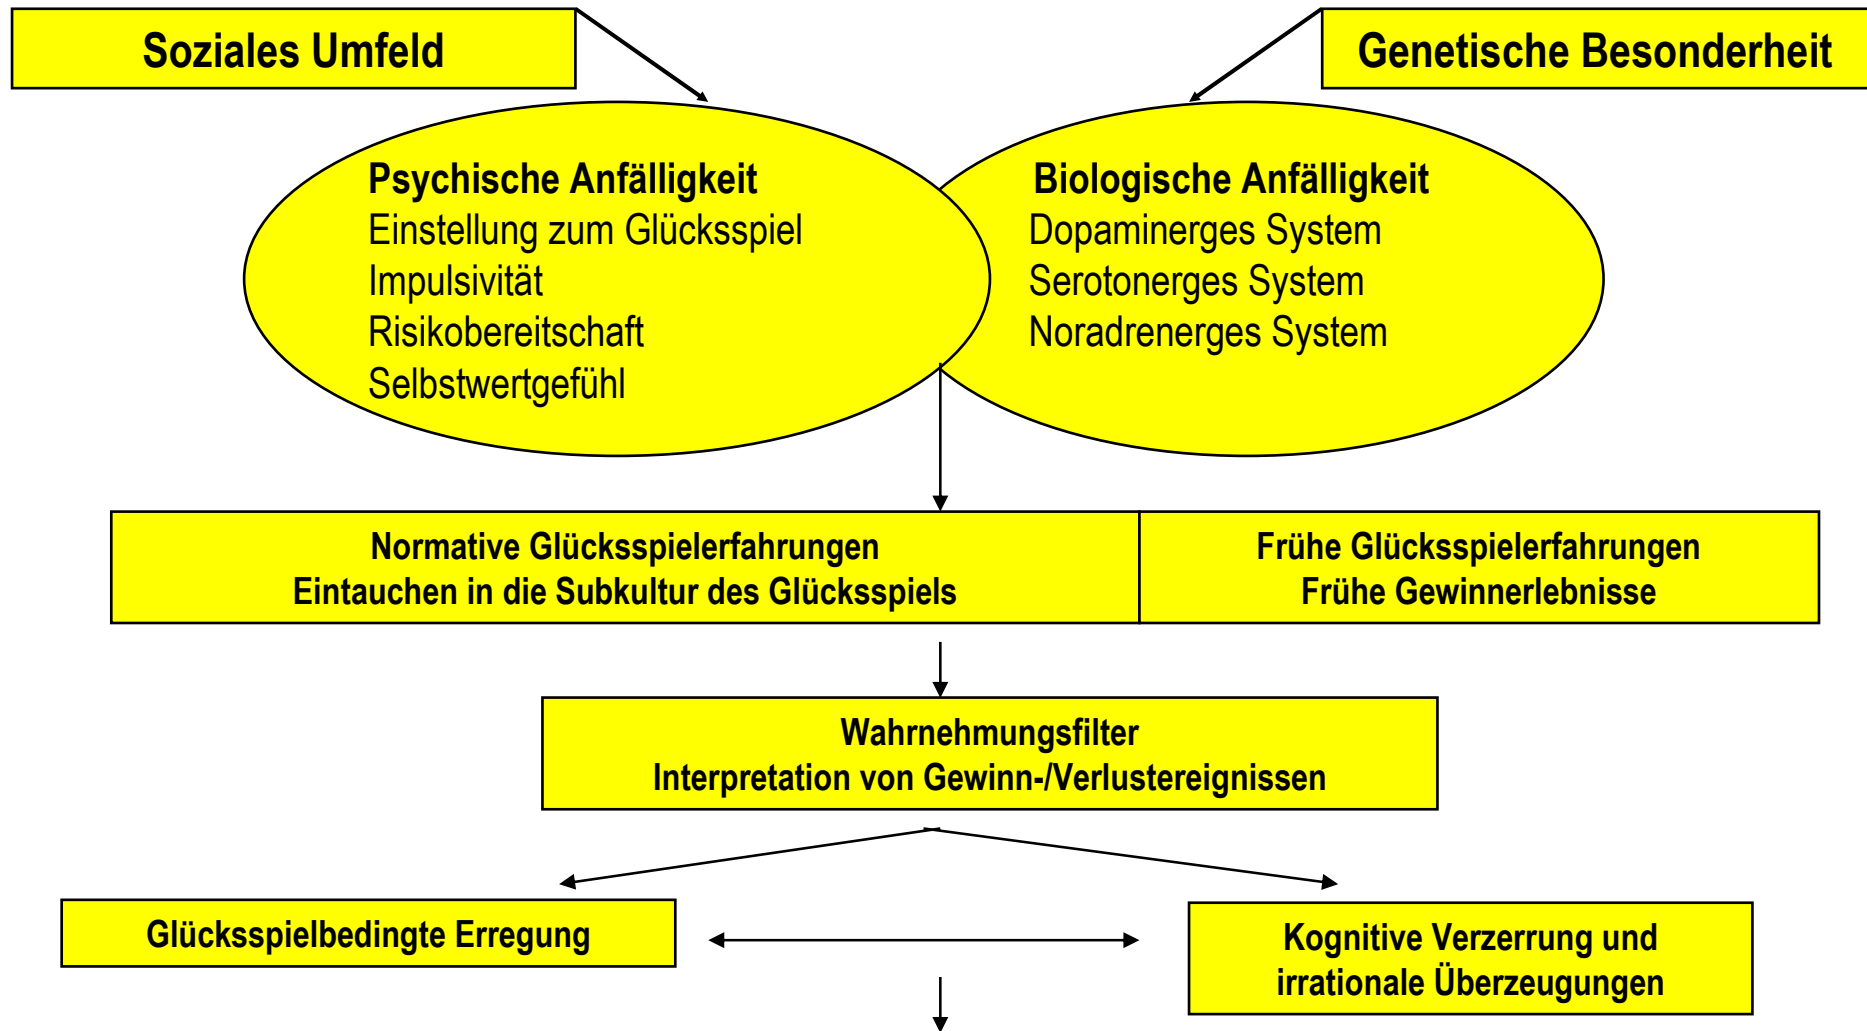 Soziales Umfeld
Genetische Besonderheit
Psychische Anfälligkeit
Einstellung zum Glücksspiel
Impulsivität
Risikobereitschaft
Selbstwertgefühl
Biologische Anfälligkeit
Dopaminerges System
Serotonerges System
Noradrenerges System
Normative Glücksspielerfahrungen
Eintauchen in die Subkultur des Glücksspiels
Frühe Glücksspielerfahrungen
Frühe Gewinnerlebnisse
Wahrnehmungsfilter
Interpretation von Gewinn-/Verlustereignissen
Glücksspielbedingte Erregung
Kognitive Verzerrung und
irrationale Überzeugungen